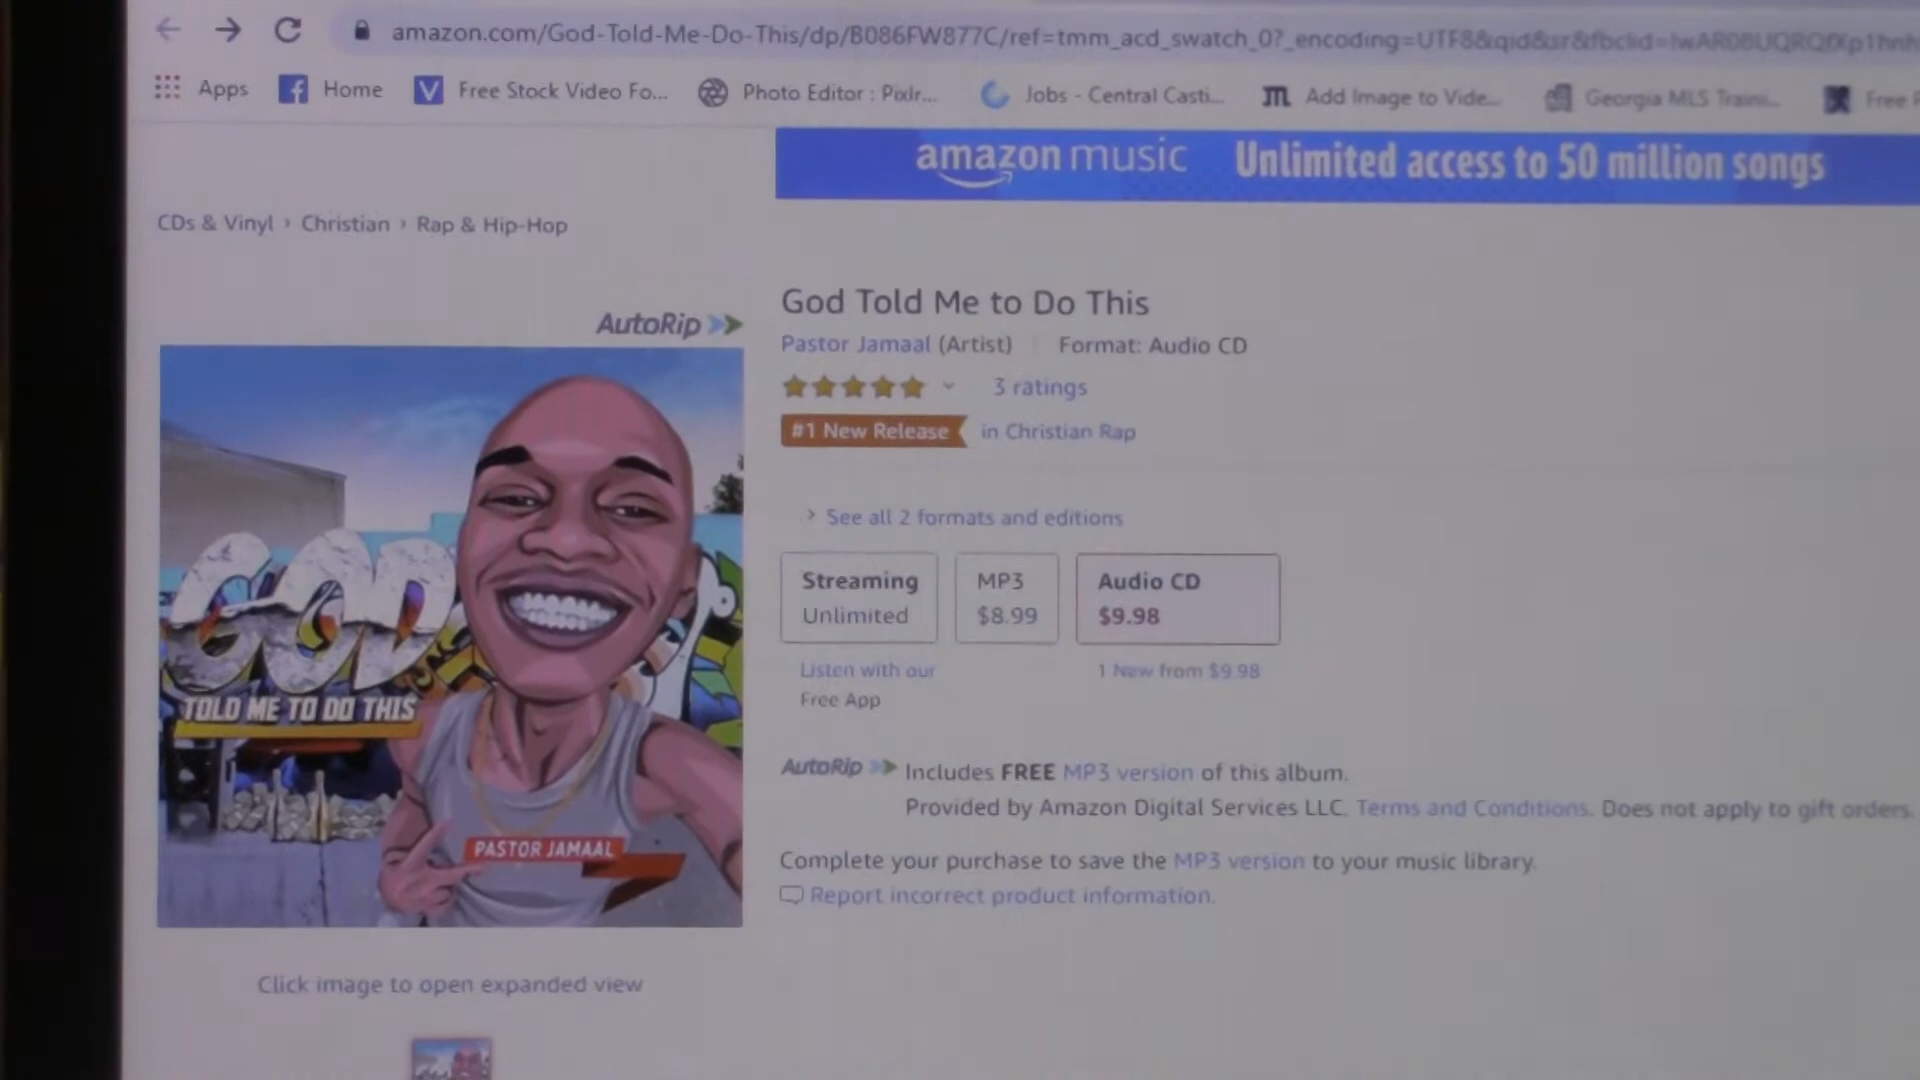 amazon.com/God-Told-Me-Do-This/dp/B086FW877C/ref=tmm_acd_swatch_0?_encoding=UTF8&qid&sr&fbclid=
Apps Home Free Stock Video Fo... Photo Editor : Pixlr... Jobs - Central Casti... Add Image to Vide... Georgia MLS Traini... Free
amazon music Unlimited access to 50 million songs
CDs & Vinyl › Christian › Rap & Hip-Hop
AutoRip
God Told Me to Do This
Pastor Jamaal (Artist) Format: Audio CD
3 ratings
#1 New Release in Christian Rap
› See all 2 formats and editions
Streaming
Unlimited
MP3
$8.99
Audio CD
$9.98
Listen with our
Free App
1 New from $9.98
AutoRip Includes FREE MP3 version of this album.
Provided by Amazon Digital Services LLC. Terms and Conditions. Does not apply to gift orders.
Complete your purchase to save the MP3 version to your music library.
Report incorrect product information.
GOD
TOLD ME TO DO THIS
PASTOR JAMAAL
Click image to open expanded view